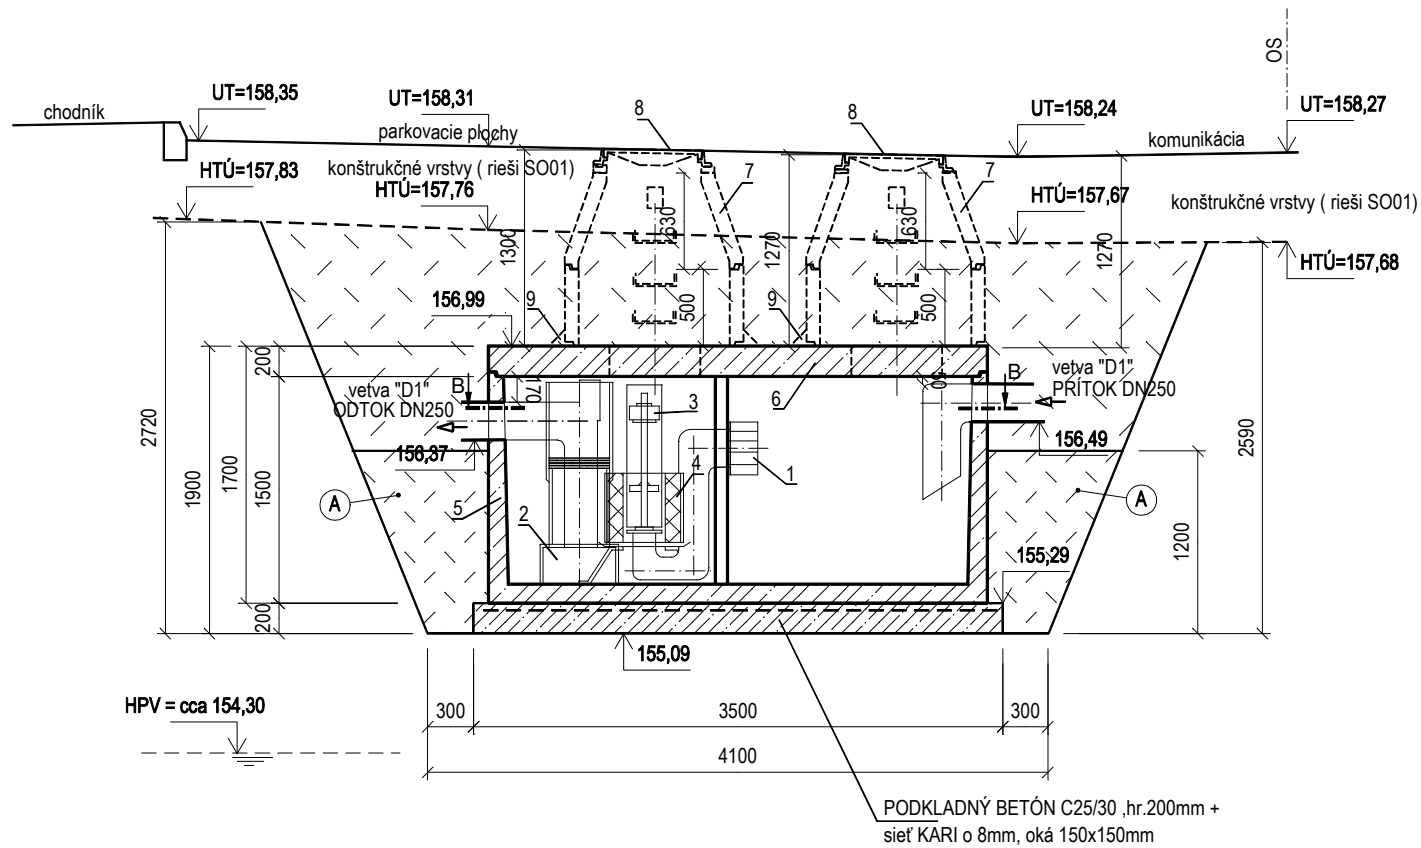 OS
UT=158,35
UT=158,31
8
8
UT=158,24
UT=158,27
chodník
parkovacie plochy
komunikácia
HTÚ=157,83
konštrukčné vrstvy ( rieši SO01)
HTÚ=157,76
7
7
HTÚ=157,67
konštrukčné vrstvy ( rieši SO01)
630
630
1300
1270
1270
HTÚ=157,68
156,99
9
500
9
500
200
vetva "D1"
ODTOK DN250
B
170
3
6
50
B
vetva "D1"
PRÍTOK DN250
2720
156,37
156,49
2590
1900
1700
1500
A
5
2
4
1
A
1200
155,29
200
155,09
HPV = cca 154,30
300
3500
300
4100
PODKLADNÝ BETÓN C25/30 ,hr.200mm +
sieť KARI o 8mm, oká 150x150mm